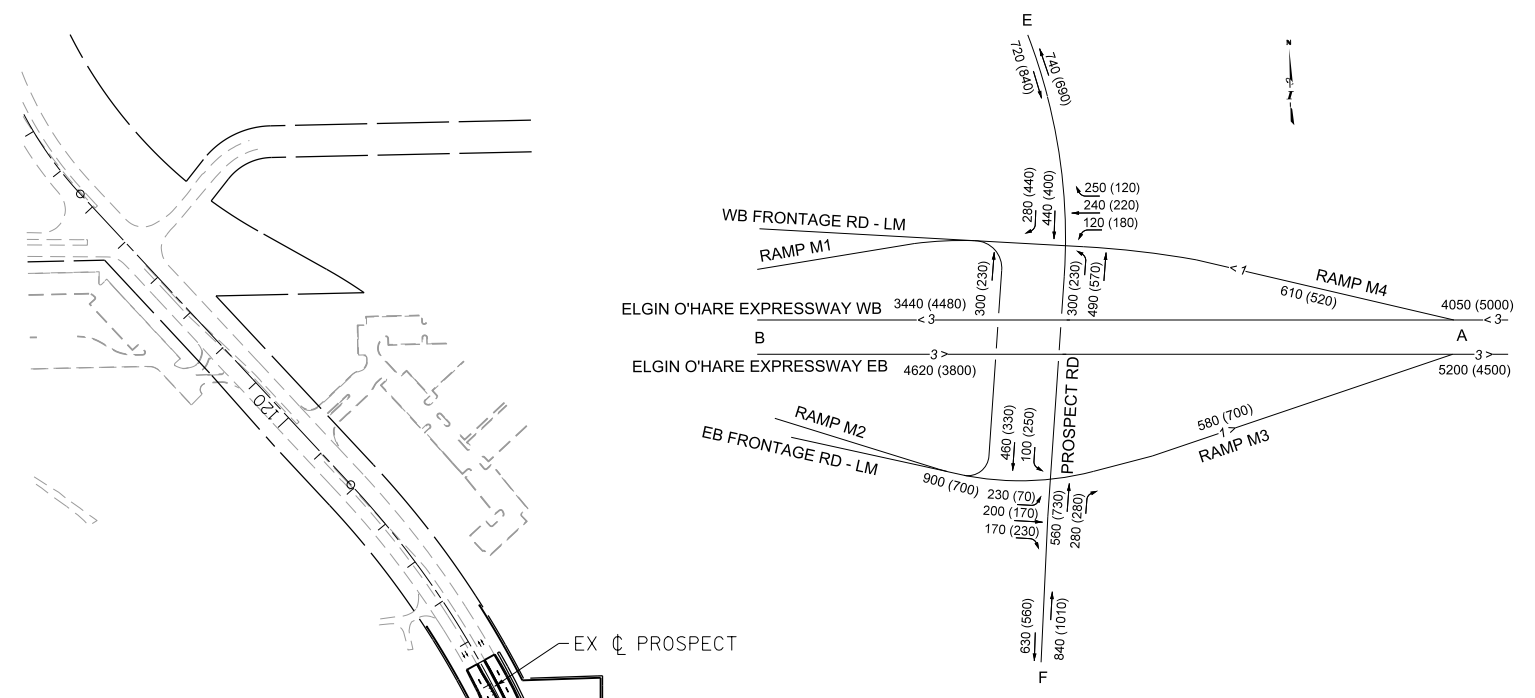 E
N
2
I
720 (840)
740 (690)
280 (440)
440 (400)
250 (120)
240 (220)
120 (180)
WB FRONTAGE RD - LM
RAMP M1
300 (230)
300 (230)
490 (570)
< 1
RAMP M4
610 (520)
ELGIN O'HARE EXPRESSWAY WB
3440 (4480)
< 3
4050 (5000)
< 3
B
A
ELGIN O'HARE EXPRESSWAY EB
3 >
4620 (3800)
3 >
5200 (4500)
PROSPECT RD
120
RAMP M2
EB FRONTAGE RD - LM
460 (330)
100 (250)
580 (700)
1 >
RAMP M3
900 (700)
230 (70)
200 (170)
170 (230)
560 (730)
280 (280)
630 (560)
840 (1010)
EX ℄ PROSPECT
F